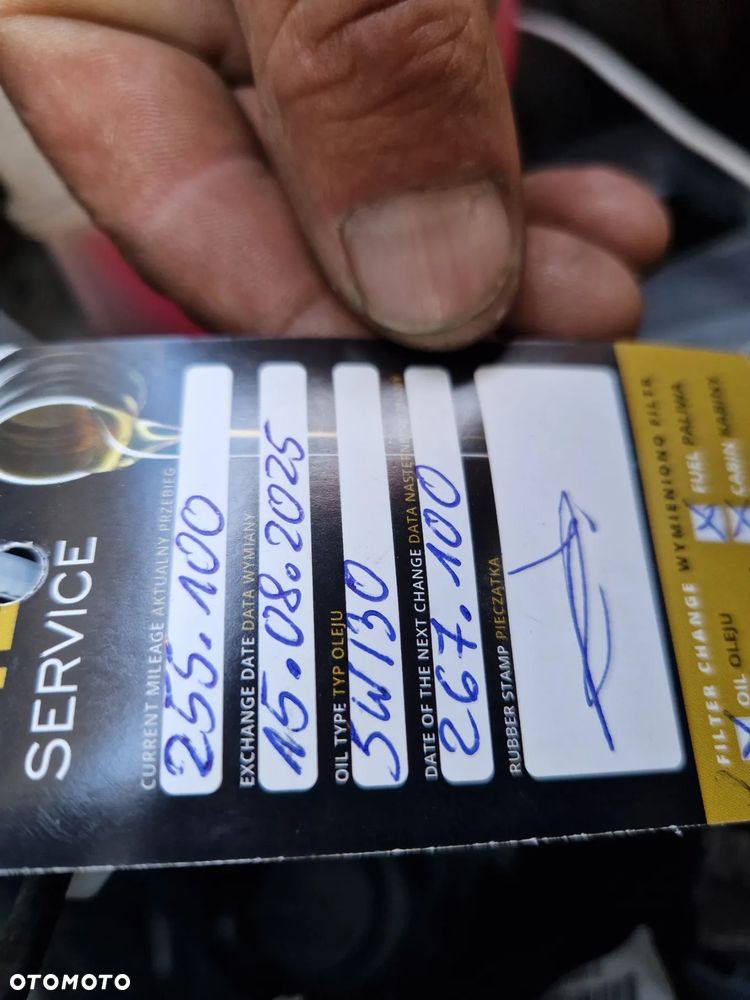 SERVICE
CURRENT MILEAGE AKTUALNY PRZEBIEG
255.100
EXCHANGE DATE DATA WYMIANY
15.08.2025
OIL TYPE TYP OLEJU
5W/30
DATE OF THE NEXT CHANGE DATA
267.100
RUBBER STAMP PIECZĄTKA
FILTER CHANGE WYMIENIONO FILTR
OIL OLEJU
FUEL PALIWA
CABIN KABINY
OTOMOTO